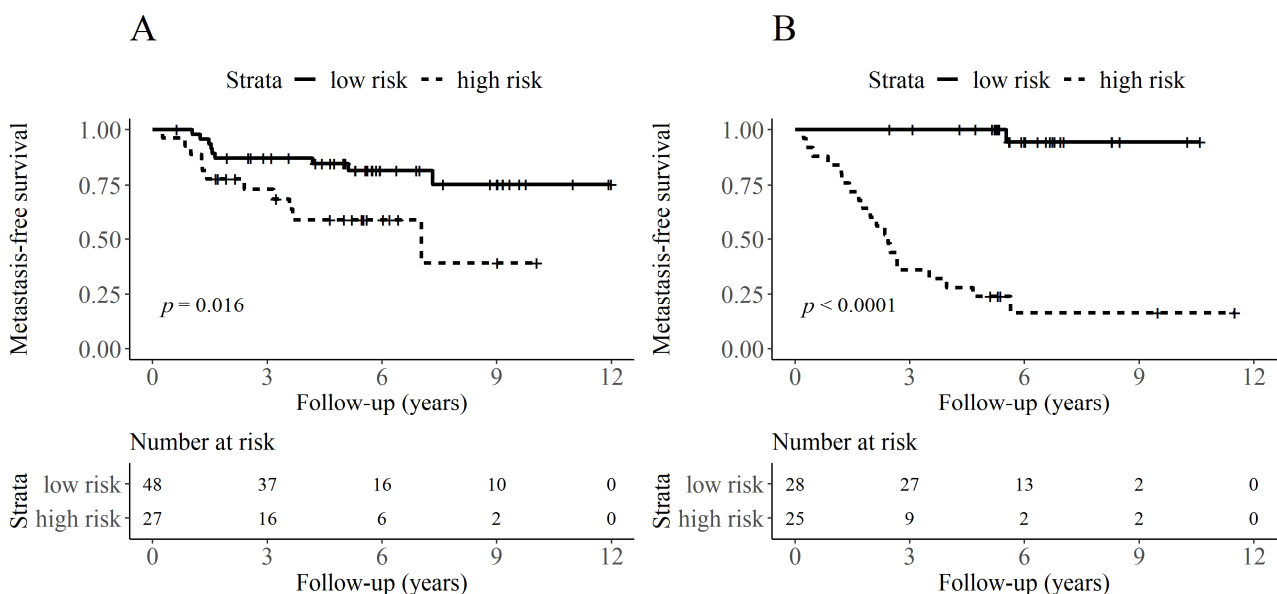 A
Strata low risk high risk
Metastasis-free survival
1.00
0.75
0.50
0.25
0.00
p = 0.016
0 3 6 9 12
Follow-up (years)
Number at risk
Strata
low risk 48 37 16 10 0
high risk 27 16 6 2 0
0 3 6 9 12
Follow-up (years)
B
Strata low risk high risk
Metastasis-free survival
1.00
0.75
0.50
0.25
0.00
p < 0.0001
0 3 6 9 12
Follow-up (years)
Number at risk
Strata
low risk 28 27 13 2 0
high risk 25 9 2 2 0
0 3 6 9 12
Follow-up (years)